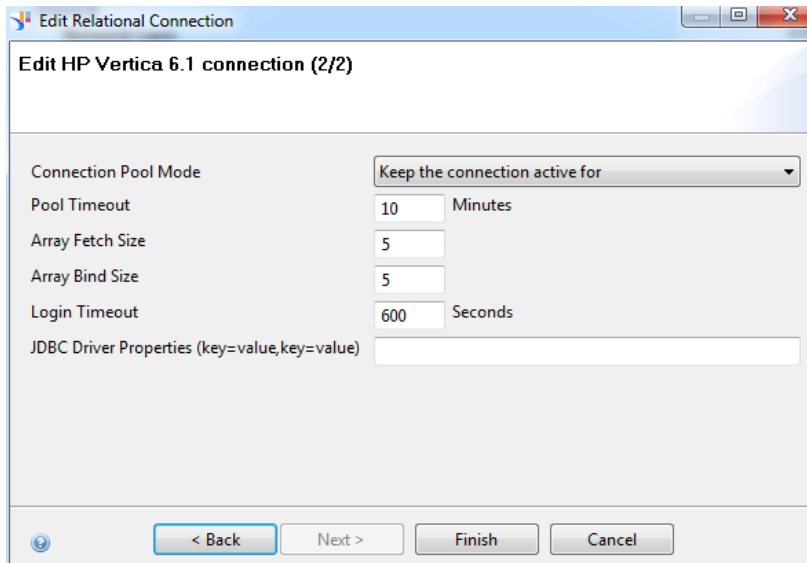 Edit Relational Connection
Edit HP Vertica 6.1 connection (2/2)
Connection Pool Mode Keep the connection active for
Pool Timeout 10 Minutes
Array Fetch Size 5
Array Bind Size 5
Login Timeout 600 Seconds
JDBC Driver Properties (key=value,key=value)
? < Back Next > Finish Cancel